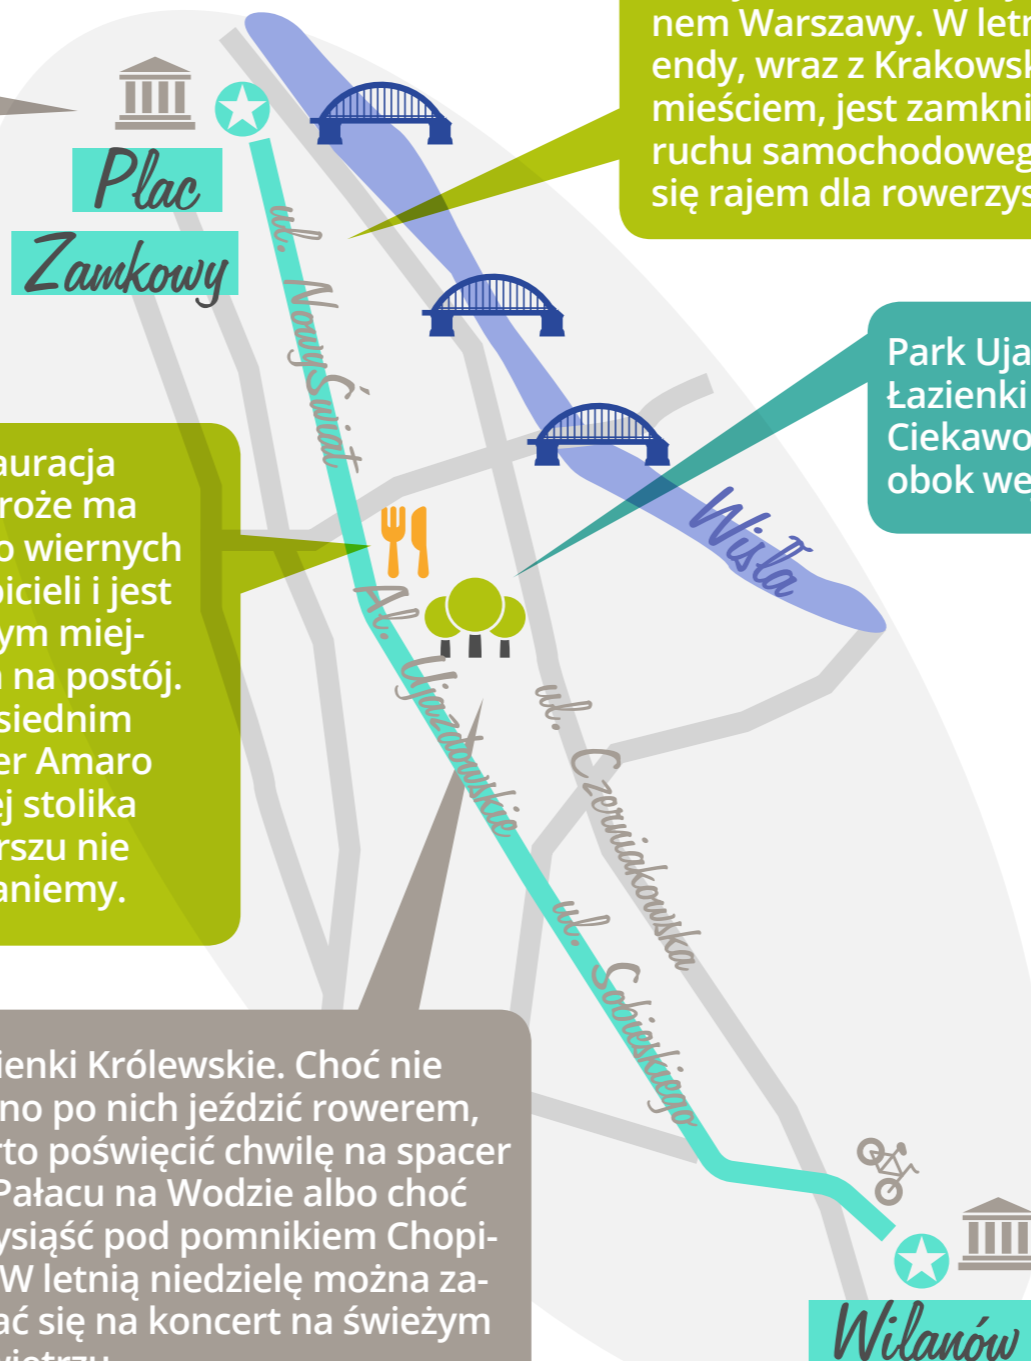 nem Warszawy. W letn
endy, wraz z Krakowsk
mieściem, jest zamkni
ruchu samochodoweg
się rajem dla rowerzys
Plac
Zamkowy
ul. Nowy Świat
Park Uja
Łazienki
Ciekawo
obok we
auracja
roże ma
o wiernych
bicieli i jest
ym miej-
n na postój.
siednim
er Amaro
ej stolika
rszu nie
aniemy.
Wisła
Al. Ujazdowskie
ul. Czerniakowska
ul. Sobieskiego
ienki Królewskie. Choć nie
no po nich jeździć rowerem,
rto poświęcić chwilę na spacer
Pałacu na Wodzie albo choć
ysiąść pod pomnikiem Chopi-
W letnią niedzielę można za-
ać się na koncert na świeżym
Wilanów